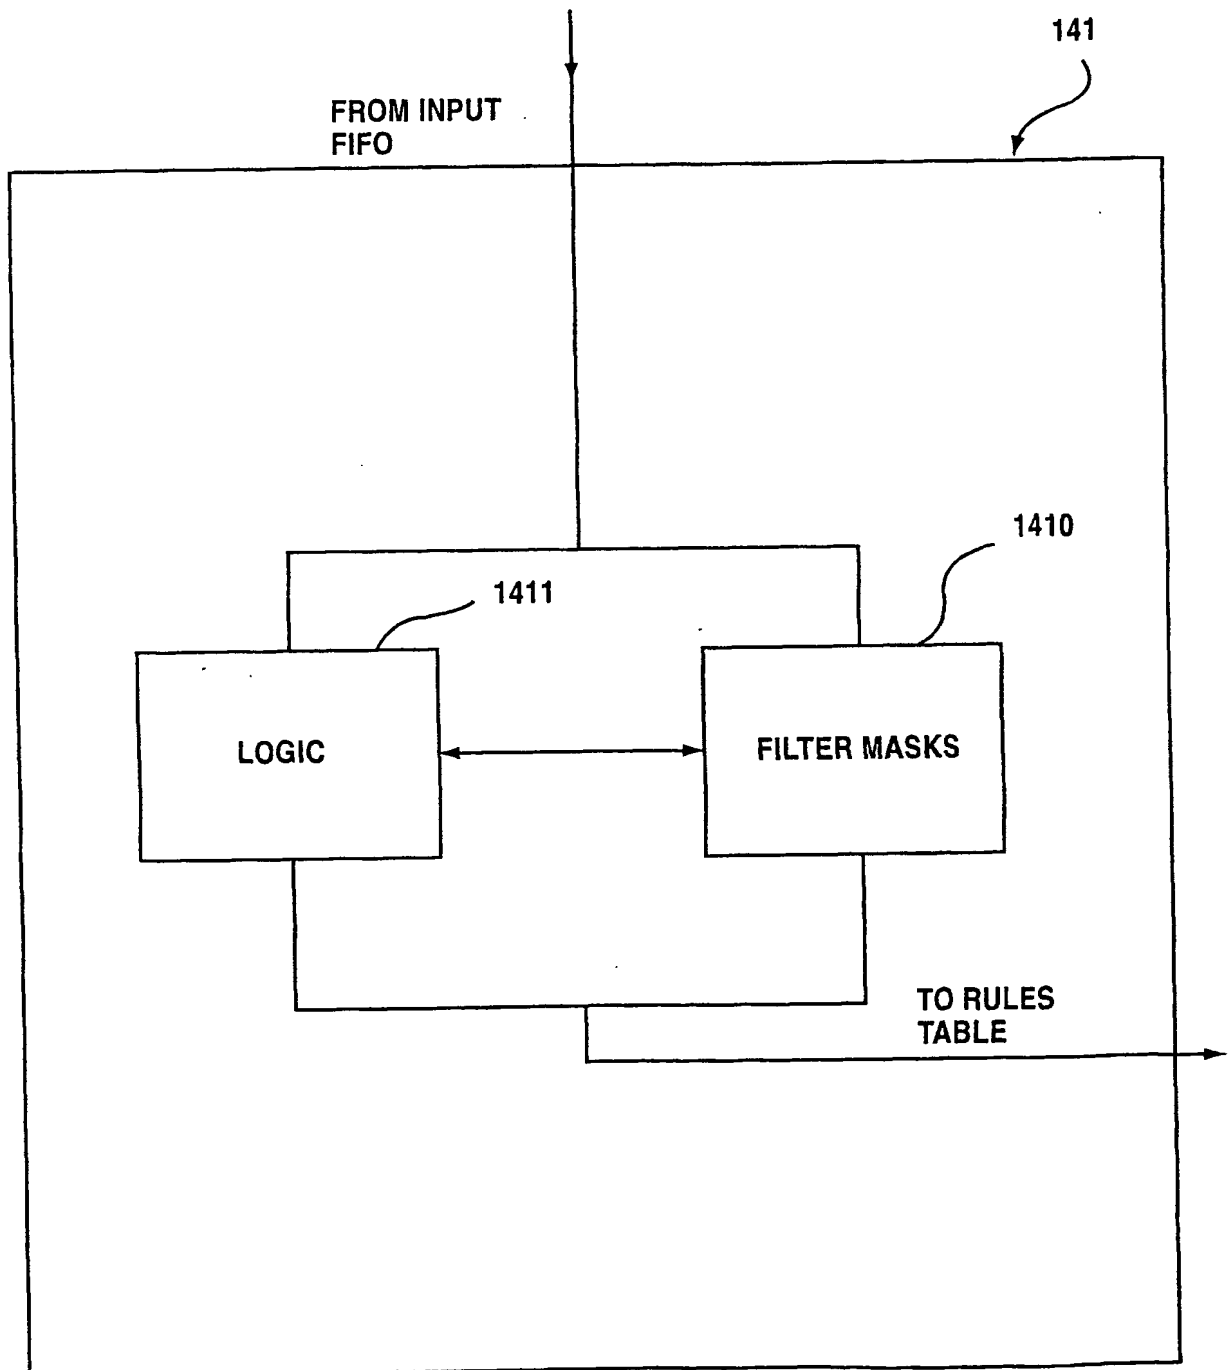 141
FROM INPUT
FIFO
1410
1411
LOGIC
FILTER MASKS
TO RULES
TABLE